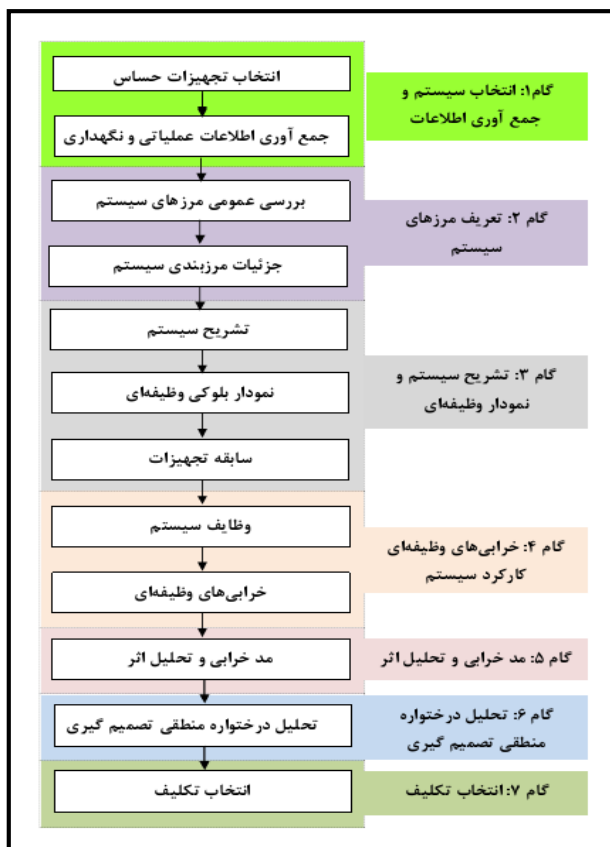 انتخاب تجهیزات حساس
جمع آوری اطلاعات عملیاتی و نگهداری
گام۱: انتخاب سیستم و
جمع آوری اطلاعات
بررسی عمومی مرزهای سیستم
جزئیات مرزبندی سیستم
گام ۲: تعریف مرزهای
سیستم
تشریح سیستم
نمودار بلوکی وظیفه‌ای
سابقه تجهیزات
گام ۳: تشریح سیستم و
نمودار وظیفه‌ای
وظایف سیستم
خرابی‌های وظیفه‌ای
گام ۴: خرابی‌های وظیفه‌ای
کارکرد سیستم
مد خرابی و تحلیل اثر
گام ۵: مد خرابی و تحلیل اثر
تحلیل درختواره منطقی تصمیم گیری
گام ۶: تحلیل درختواره
منطقی تصمیم گیری
انتخاب تکلیف
گام ۷: انتخاب تکلیف